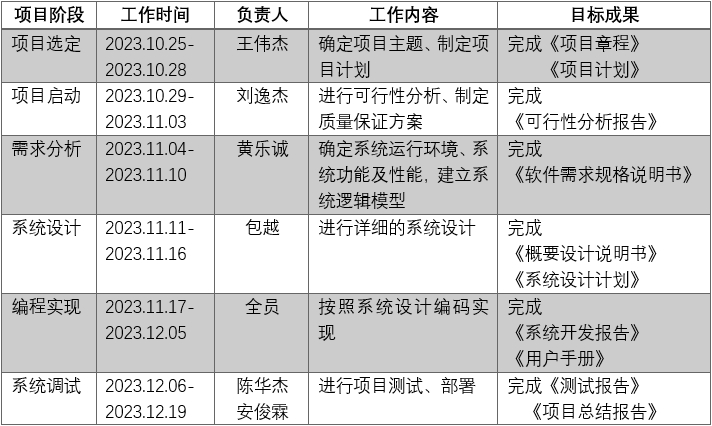 项目阶段 工作时间 负责人 工作内容 目标成果
项目选定 2023.10.25- 王伟杰 确定项目主题、制定项 完成《项目章程》
2023.10.28 目计划 《项目计划》
项目启动 2023.10.29- 刘逸杰 进行可行性分析、制定 完成
2023.11.03 质量保证方案 《可行性分析报告》
需求分析 2023.11.04- 黄乐诚 确定系统运行环境、系 完成
2023.11.10 统功能及性能，建立系 《软件需求规格说明书》
统逻辑模型
系统设计 2023.11.11- 包越 进行详细的系统设计 完成
2023.11.16 《概要设计说明书》
《系统设计计划》
编程实现 2023.11.17- 全员 按照系统设计编码实 完成
2023.12.05 现 《系统开发报告》
《用户手册》
系统调试 2023.12.06- 陈华杰 进行项目测试、部署 完成《测试报告》
2023.12.19 安俊霖 《项目总结报告》